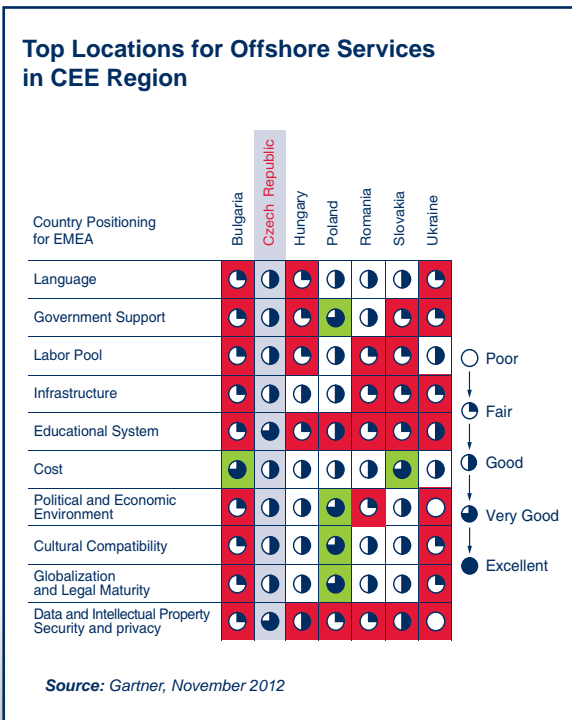 Top Locations for Offshore Services
in CEE Region
Country Positioning
for EMEA
Bulgaria
Czech Republic
Hungary
Poland
Romania
Slovakia
Ukraine
Language
Government Support
Labor Pool
Infrastructure
Educational System
Cost
Political and Economic
Environment
Cultural Compatibility
Globalization
and Legal Maturity
Data and Intellectual Property
Security and privacy
Poor
Fair
Good
Very Good
Excellent
Source: Gartner, November 2012